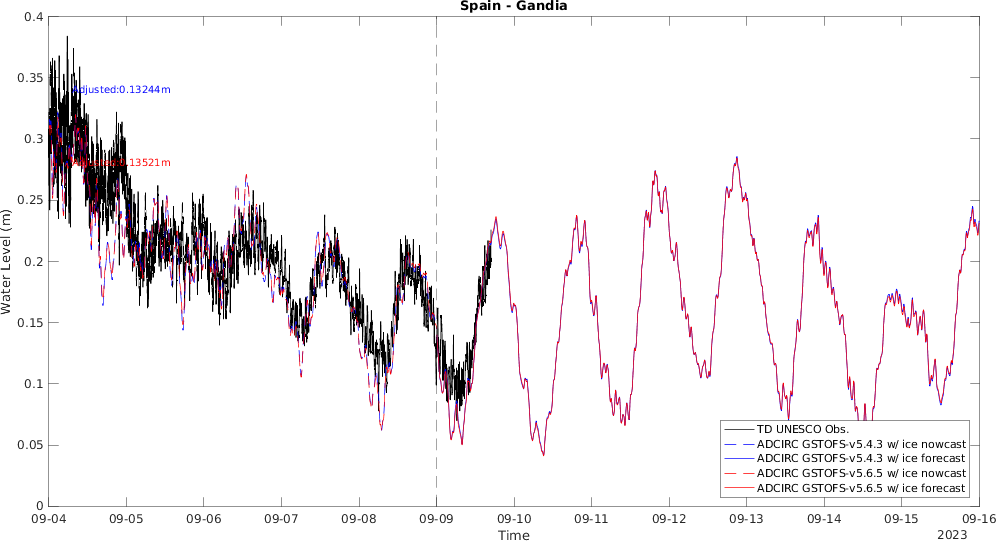 Spain - Gandia
0.4
0.35
0.3
0.25
0.2
0.15
0.1
0.05
0
Water Level (m)
Adjusted:0.13244m
0.13521m
TD UNESCO Obs.
ADCIRC GSTOFS-v5.4.3 w/ ice nowcast
ADCIRC GSTOFS-v5.4.3 w/ ice forecast
ADCIRC GSTOFS-v5.6.5 w/ ice nowcast
ADCIRC GSTOFS-v5.6.5 w/ ice forecast
09-04 09-05 09-06 09-07 09-08 09-09 09-10 09-11 09-12 09-13 09-14 09-15 09-16
Time
2023